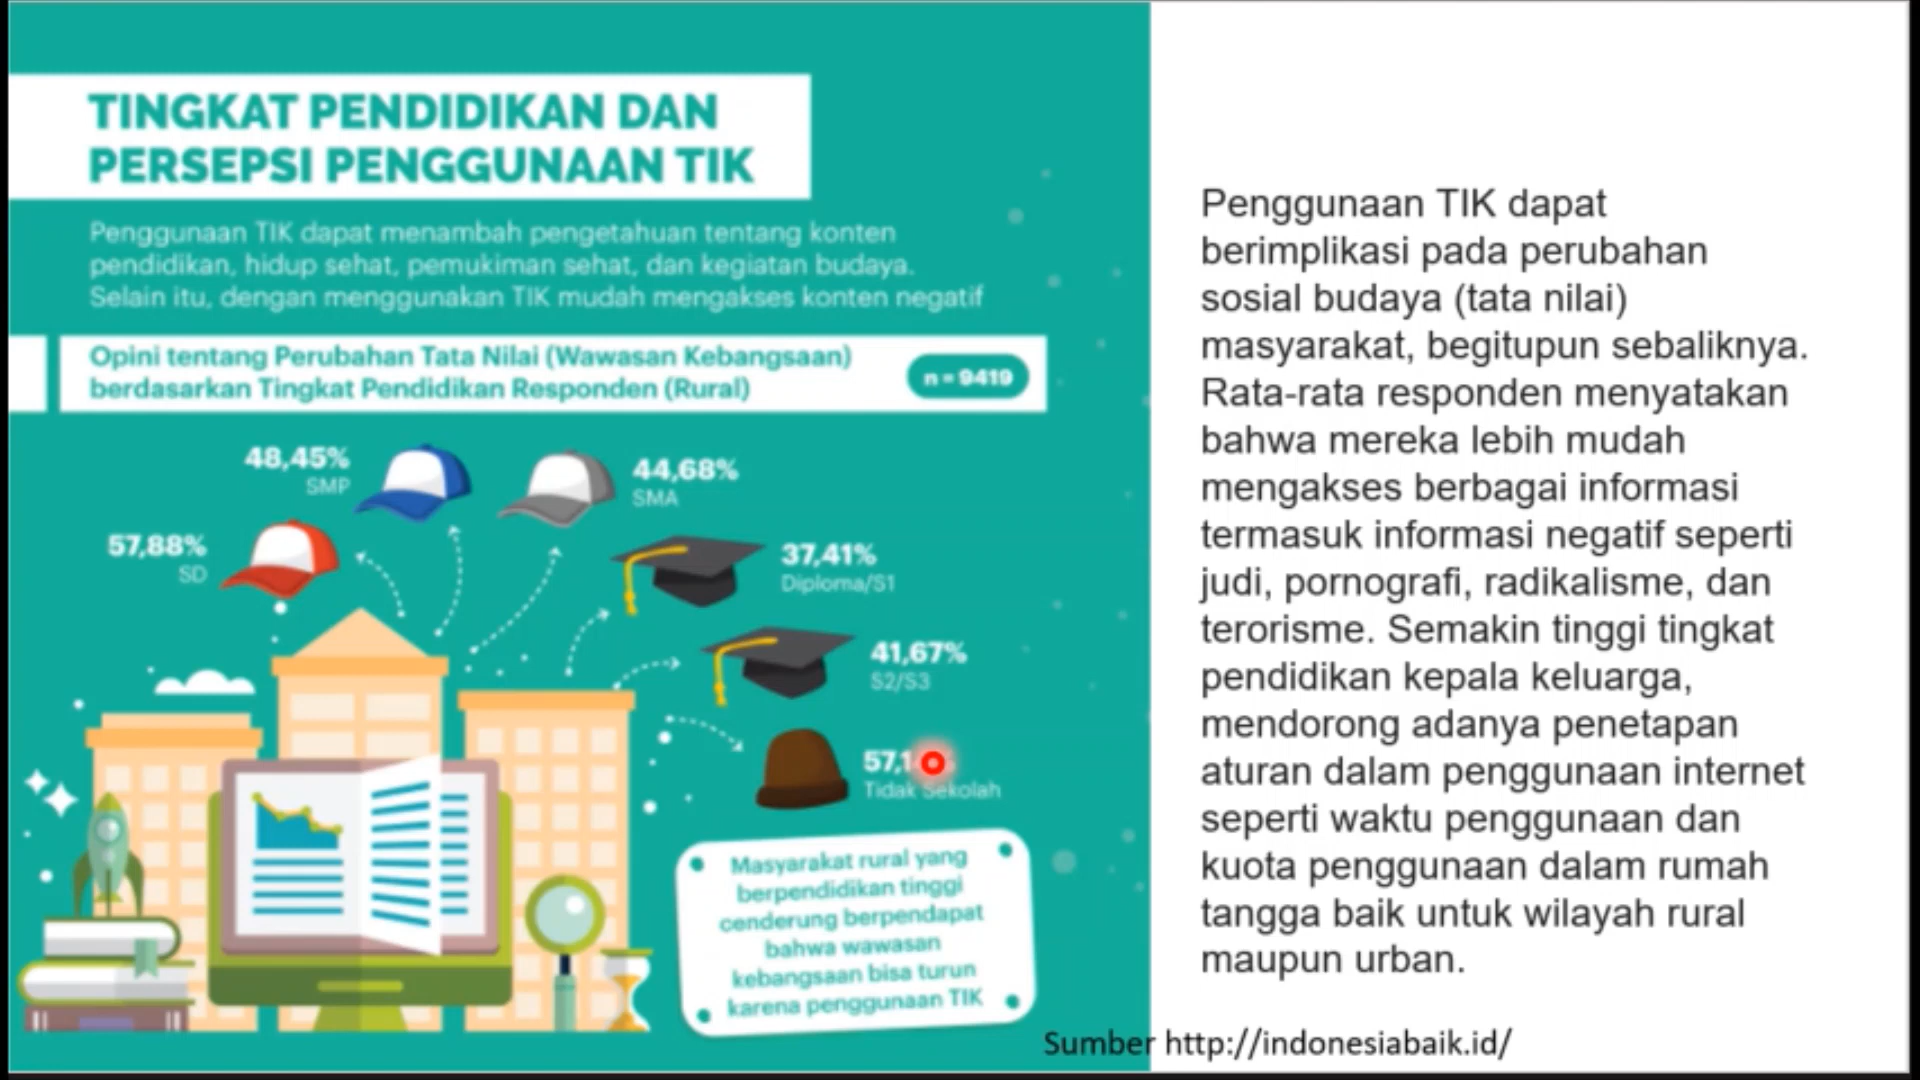 TINGKAT PENDIDIKAN DAN
PERSEPSI PENGGUNAAN TIK
Penggunaan TIK dapat menambah pengetahuan tentang konten
pendidikan, hidup sehat, pemukiman sehat, dan kegiatan budaya.
Selain itu, dengan menggunakan TIK mudah mengakses konten negatif
Opini tentang Perubahan Tata Nilai (Wawasan Kebangsaan)
berdasarkan Tingkat Pendidikan Responden (Rural)
n = 9419
48,45%
SMP
44,68%
SMA
57,88%
SD
37,41%
Diploma/S1
41,67%
S2/S3
Tidak Sekolah
Masyarakat rural yang
berpendidikan tinggi
cenderung berpendapat
bahwa wawasan
kebangsaan bisa turun
karena penggunaan TIK
Penggunaan TIK dapat
berimplikasi pada perubahan
sosial budaya (tata nilai)
masyarakat, begitupun sebaliknya.
Rata-rata responden menyatakan
bahwa mereka lebih mudah
mengakses berbagai informasi
termasuk informasi negatif seperti
judi, pornografi, radikalisme, dan
terorisme. Semakin tinggi tingkat
pendidikan kepala keluarga,
mendorong adanya penetapan
aturan dalam penggunaan internet
seperti waktu penggunaan dan
kuota penggunaan dalam rumah
tangga baik untuk wilayah rural
maupun urban.
Sumber http://indonesiabaik.id/